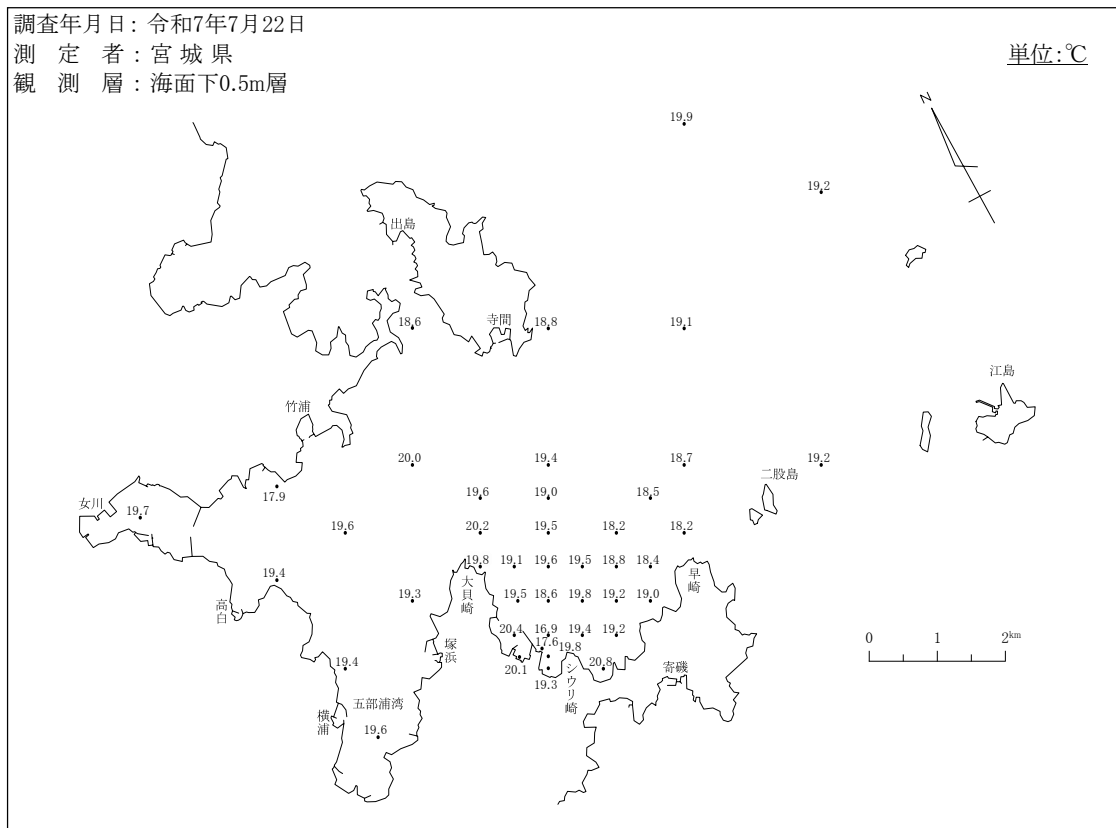 調査年月日: 令和7年7月22日
測 定 者: 宮 城 県
観 測 層: 海面下0.5m層
単位:℃
N
19.9
19.2
出島
寺間
18.6
18.8
19.1
江島
竹浦
20.0
19.4
18.7
19.2
二股島
17.9
19.6
19.0
18.5
女川
19.7
19.6
20.2
19.5
18.2
18.2
19.8
19.1
19.6
19.5
18.8
18.4
19.4
大貝崎
早崎
高白
19.3
19.5
18.6
19.8
19.2
19.0
20.4
16.9
19.4
19.2
17.6
19.8
塚浜
20.1
19.3
シウリ崎
20.8
寄磯
0 1 2km
19.4
五部浦湾
横浦
19.6